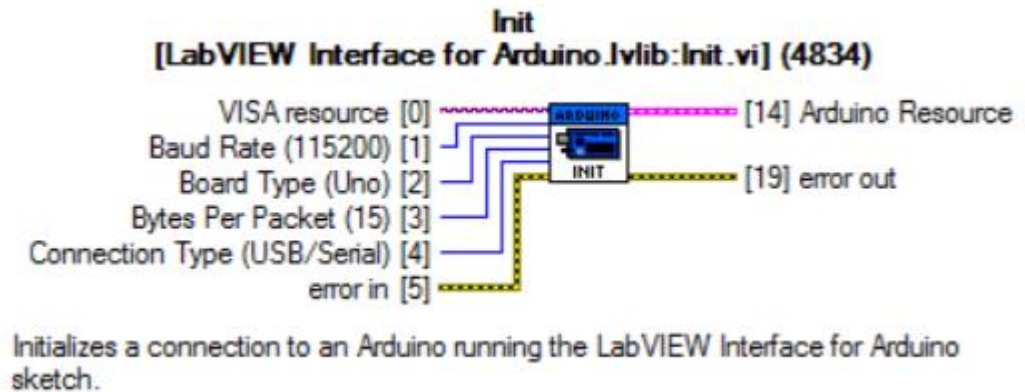 Init
[LabVIEW Interface for Arduino.lvlib:Init.vi] (4834)
VISA resource [0]
Baud Rate (115200) [1]
Board Type (Uno) [2]
Bytes Per Packet (15) [3]
Connection Type (USB/Serial) [4]
error in [5]
ARDUINO
INIT
[14] Arduino Resource
[19] error out
Initializes a connection to an Arduino running the LabVIEW Interface for Arduino
sketch.